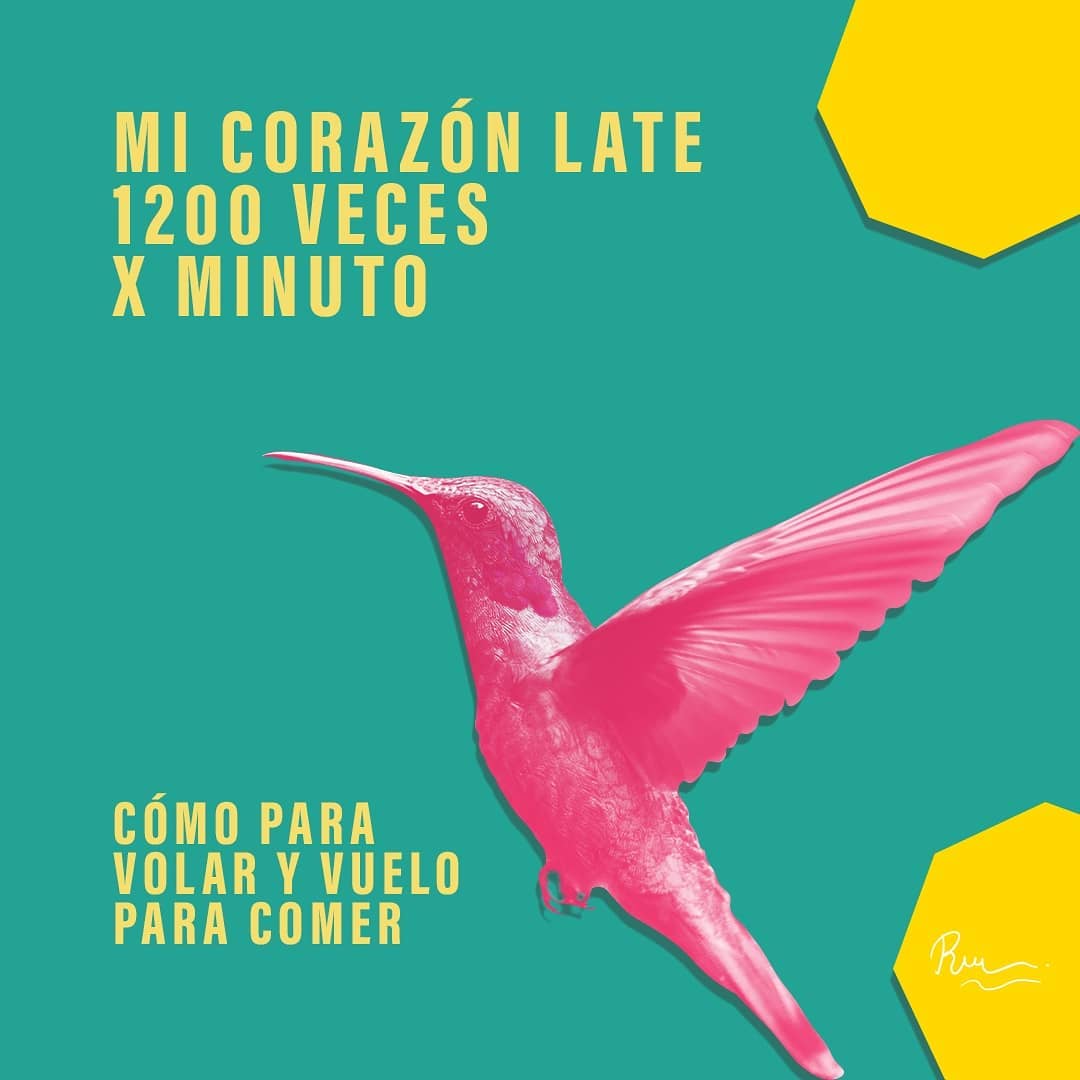 MI CORAZÓN LATE
1200 VECES
X MINUTO
CÓMO PARA
VOLAR Y VUELO
PARA COMER